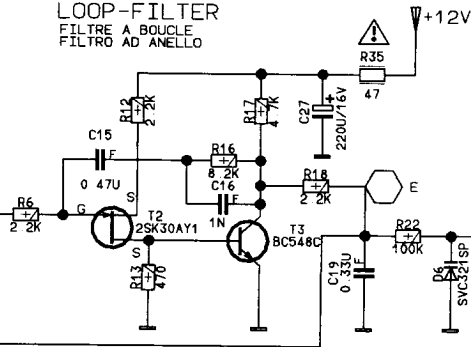 LOOP-FILTER
FILTRE A BOUCLE
FILTRO AD ANELLO
+12V
R35
47
R12
2.2K
R17
4.7K
C27
220U/16V
C15
F
0.47U
R16
8.2K
C16
F
1N
R18
2.2K
E
R6
2.2K
G
S
T2
2SK30AY1
S
T3
BC548C
R13
470
R22
100K
C19
0.33U
F
D6
SVC321SP